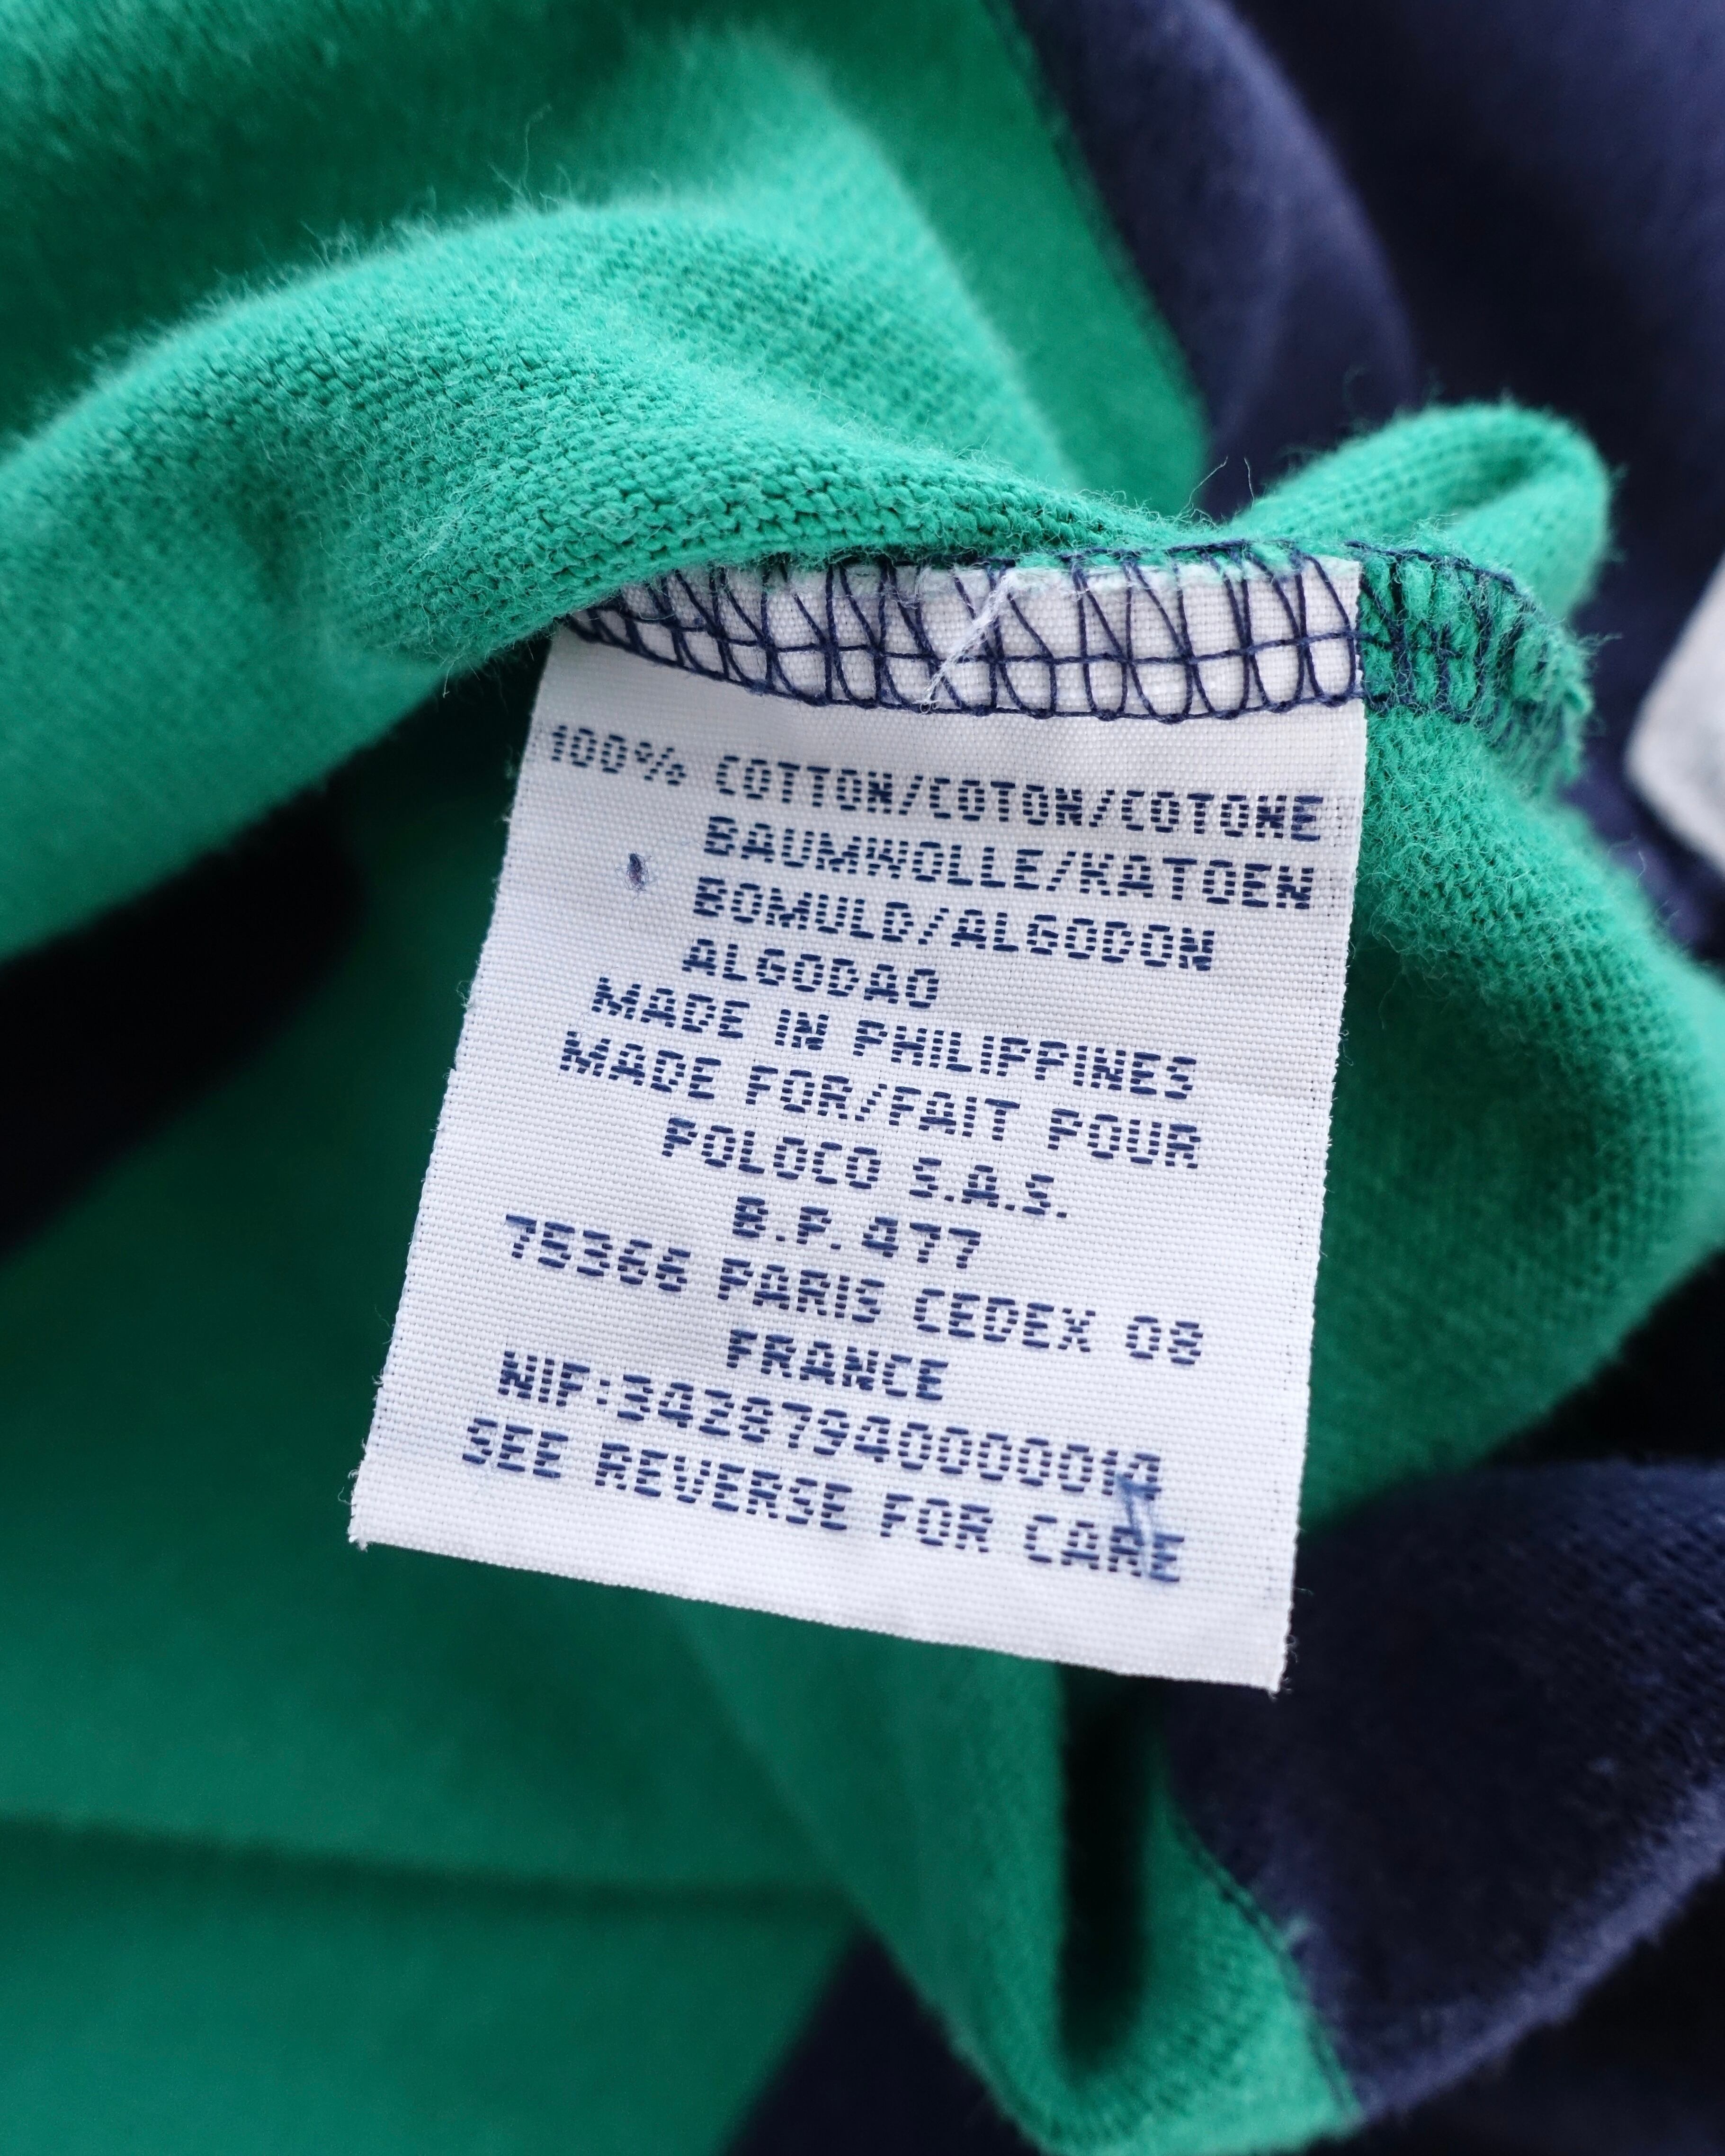 100% COTTON/COTON/COTONE
BAUMWOLLE/KATOEN
BOMULD/ALGODON
ALGODAO
MADE IN PHILIPPINES
MADE FOR/FAIT POUR
POLOCO S.A.S.
B.P. 477
75366 PARIS CEDEX 08
FRANCE
NIF:34287940000014
SEE REVERSE FOR CARE